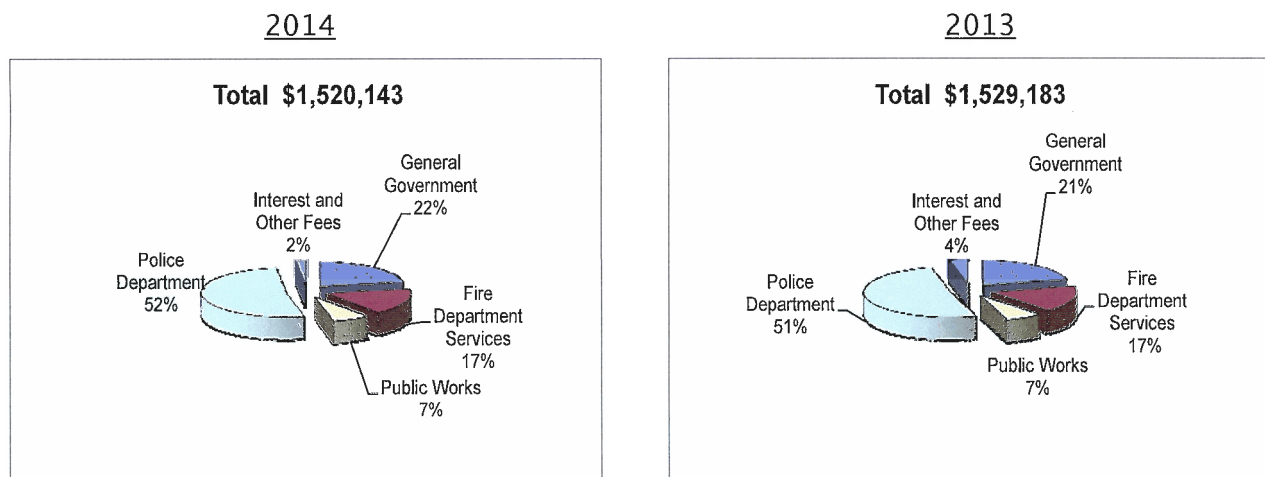 2014
Total $1,520,143
General
Government
22%
Interest and
Other Fees
2%
Police
Department
52%
Fire
Department
Services
17%
Public Works
7%
2013
Total $1,529,183
General
Government
21%
Interest and
Other Fees
4%
Police
Department
51%
Fire
Department
Services
17%
Public Works
7%